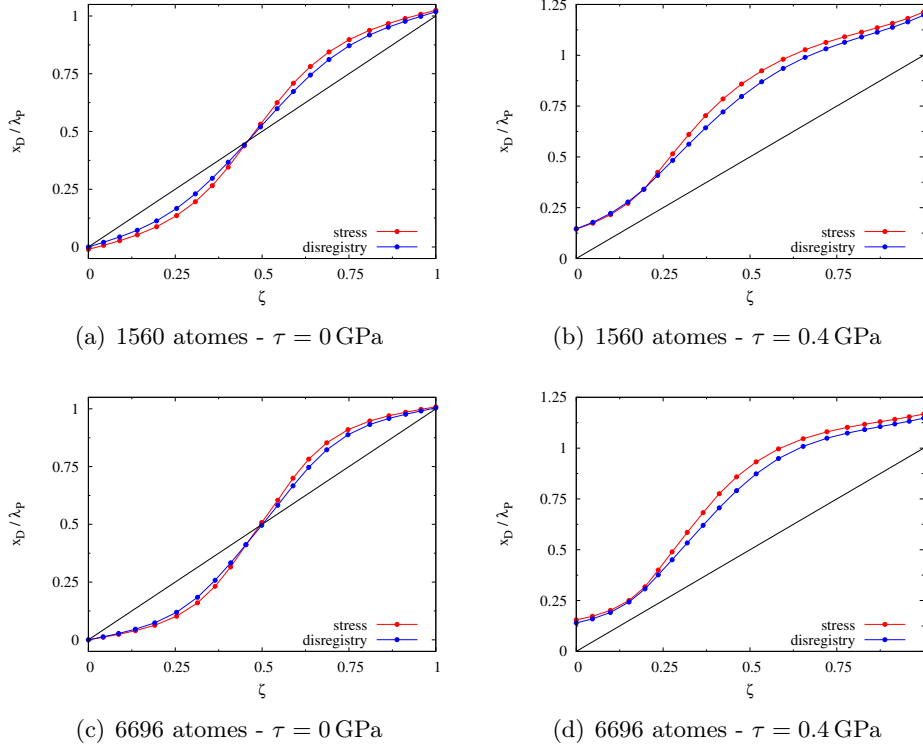 1
0.75
0.5
0.25
0
x_D / λ_P
0 0.25 0.5 0.75 1
ζ
stress
disregistry
(a) 1560 atomes - τ = 0 GPa
1.25
1
0.75
0.5
0.25
0
x_D / λ_P
0 0.25 0.5 0.75
ζ
stress
disregistry
(b) 1560 atomes - τ = 0.4 GPa
1
0.75
0.5
0.25
0
x_D / λ_P
0 0.25 0.5 0.75 1
ζ
stress
disregistry
(c) 6696 atomes - τ = 0 GPa
1.25
1
0.75
0.5
0.25
0
x_D / λ_P
0 0.25 0.5 0.75
ζ
stress
disregistry
(d) 6696 atomes - τ = 0.4 GPa